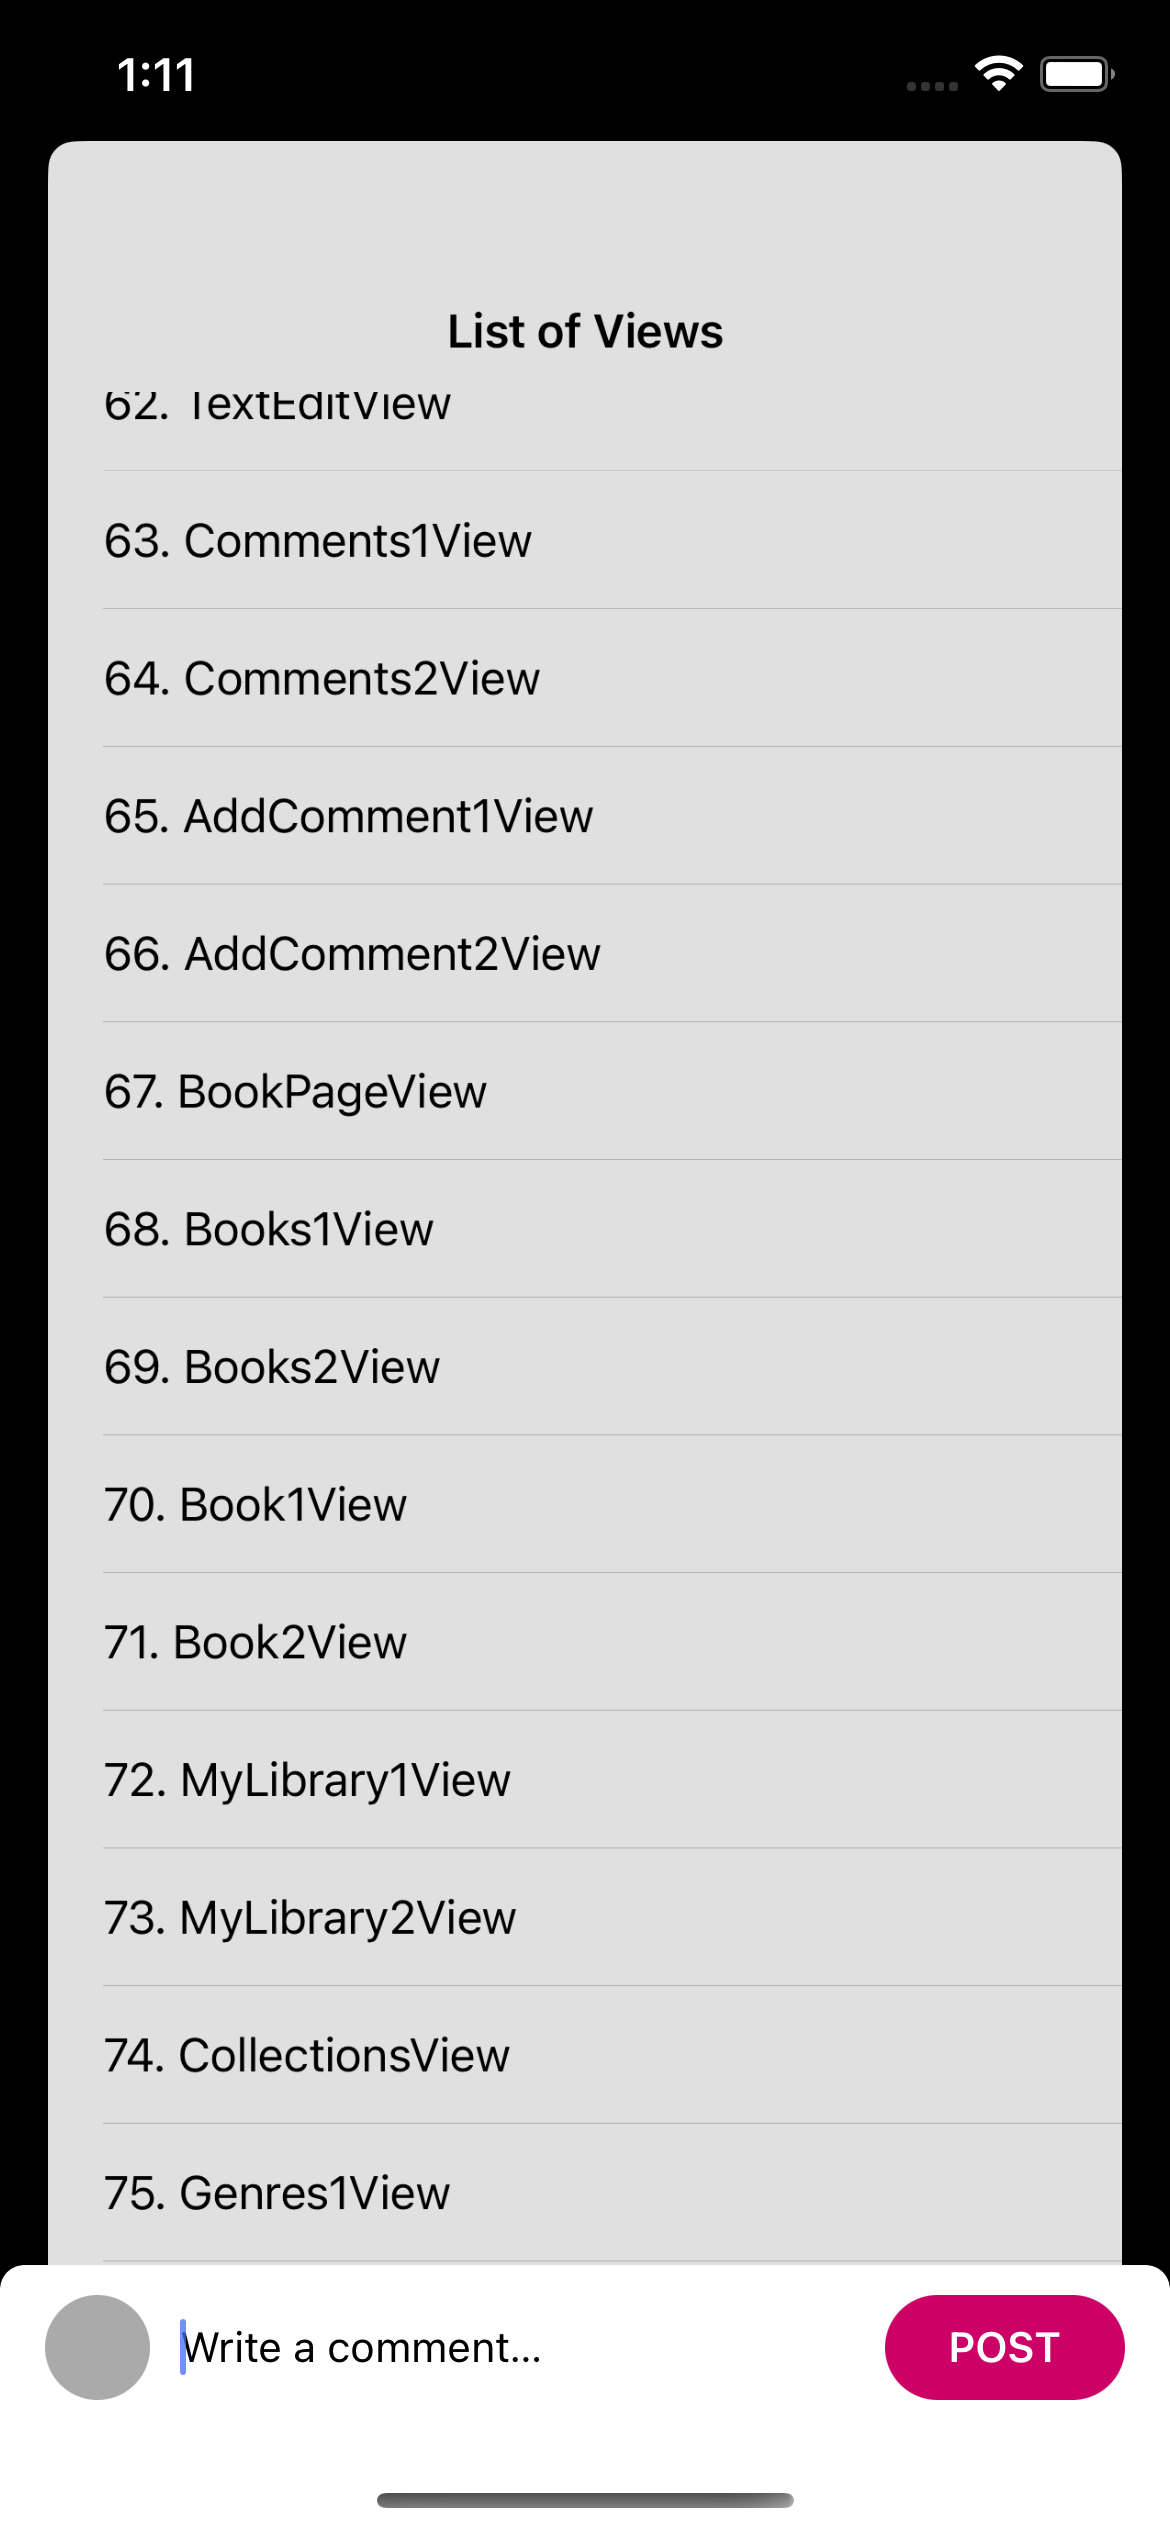 1:11
List of Views
62. TextEditView
63. Comments1View
64. Comments2View
65. AddComment1View
66. AddComment2View
67. BookPageView
68. Books1View
69. Books2View
70. Book1View
71. Book2View
72. MyLibrary1View
73. MyLibrary2View
74. CollectionsView
75. Genres1View
Write a comment...
POST